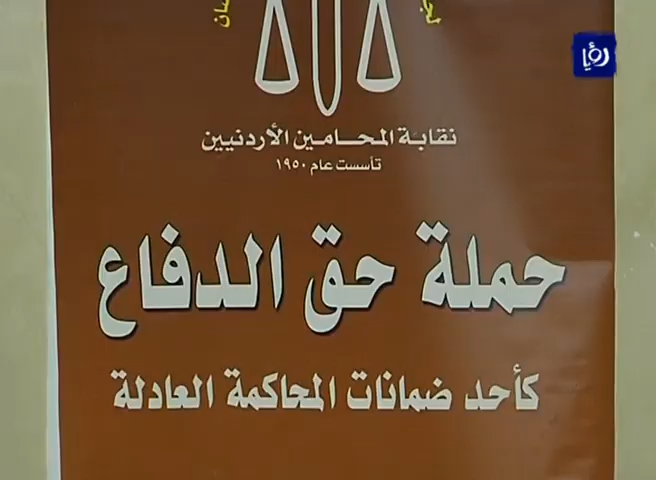 رؤيا
نقابة المحامين الأردنيين
تأسست عام ١٩٥٠
حملة حق الدفاع
كأحد ضمانات المحاكمة العادلة